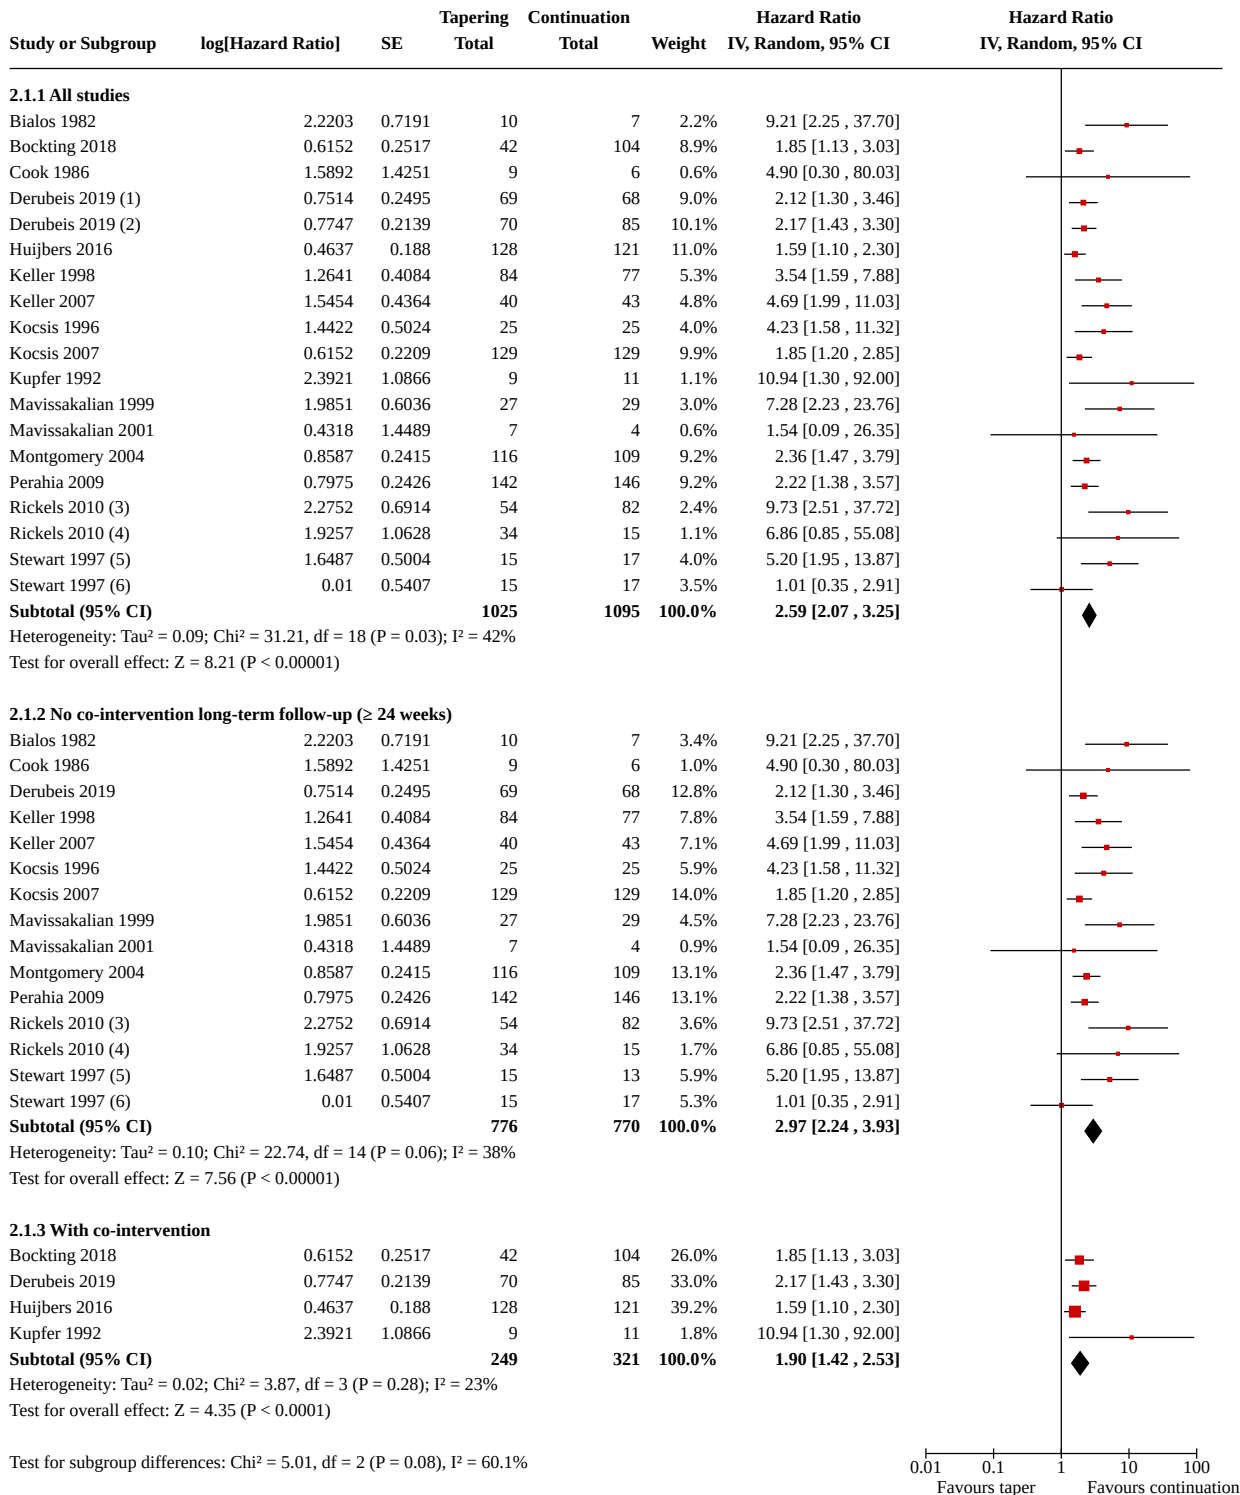 Tapering Continuation Hazard Ratio Hazard Ratio
Study or Subgroup log[Hazard Ratio] SE Total Total Weight IV, Random, 95% CI IV, Random, 95% CI
2.1.1 All studies
Bialos 1982 2.2203 0.7191 10 7 2.2% 9.21 [2.25 , 37.70]
Bockting 2018 0.6152 0.2517 42 104 8.9% 1.85 [1.13 , 3.03]
Cook 1986 1.5892 1.4251 9 6 0.6% 4.90 [0.30 , 80.03]
Derubeis 2019 (1) 0.7514 0.2495 69 68 9.0% 2.12 [1.30 , 3.46]
Derubeis 2019 (2) 0.7747 0.2139 70 85 10.1% 2.17 [1.43 , 3.30]
Huijbers 2016 0.4637 0.188 128 121 11.0% 1.59 [1.10 , 2.30]
Keller 1998 1.2641 0.4084 84 77 5.3% 3.54 [1.59 , 7.88]
Keller 2007 1.5454 0.4364 40 43 4.8% 4.69 [1.99 , 11.03]
Kocsis 1996 1.4422 0.5024 25 25 4.0% 4.23 [1.58 , 11.32]
Kocsis 2007 0.6152 0.2209 129 129 9.9% 1.85 [1.20 , 2.85]
Kupfer 1992 2.3921 1.0866 9 11 1.1% 10.94 [1.30 , 92.00]
Mavissakalian 1999 1.9851 0.6036 27 29 3.0% 7.28 [2.23 , 23.76]
Mavissakalian 2001 0.4318 1.4489 7 4 0.6% 1.54 [0.09 , 26.35]
Montgomery 2004 0.8587 0.2415 116 109 9.2% 2.36 [1.47 , 3.79]
Perahia 2009 0.7975 0.2426 142 146 9.2% 2.22 [1.38 , 3.57]
Rickels 2010 (3) 2.2752 0.6914 54 82 2.4% 9.73 [2.51 , 37.72]
Rickels 2010 (4) 1.9257 1.0628 34 15 1.1% 6.86 [0.85 , 55.08]
Stewart 1997 (5) 1.6487 0.5004 15 17 4.0% 5.20 [1.95 , 13.87]
Stewart 1997 (6) 0.01 0.5407 15 17 3.5% 1.01 [0.35 , 2.91]
Subtotal (95% CI) 1025 1095 100.0% 2.59 [2.07 , 3.25]
Heterogeneity: Tau² = 0.09; Chi² = 31.21, df = 18 (P = 0.03); I² = 42%
Test for overall effect: Z = 8.21 (P < 0.00001)
2.1.2 No co-intervention long-term follow-up (≥ 24 weeks)
Bialos 1982 2.2203 0.7191 10 7 3.4% 9.21 [2.25 , 37.70]
Cook 1986 1.5892 1.4251 9 6 1.0% 4.90 [0.30 , 80.03]
Derubeis 2019 0.7514 0.2495 69 68 12.8% 2.12 [1.30 , 3.46]
Keller 1998 1.2641 0.4084 84 77 7.8% 3.54 [1.59 , 7.88]
Keller 2007 1.5454 0.4364 40 43 7.1% 4.69 [1.99 , 11.03]
Kocsis 1996 1.4422 0.5024 25 25 5.9% 4.23 [1.58 , 11.32]
Kocsis 2007 0.6152 0.2209 129 129 14.0% 1.85 [1.20 , 2.85]
Mavissakalian 1999 1.9851 0.6036 27 29 4.5% 7.28 [2.23 , 23.76]
Mavissakalian 2001 0.4318 1.4489 7 4 0.9% 1.54 [0.09 , 26.35]
Montgomery 2004 0.8587 0.2415 116 109 13.1% 2.36 [1.47 , 3.79]
Perahia 2009 0.7975 0.2426 142 146 13.1% 2.22 [1.38 , 3.57]
Rickels 2010 (3) 2.2752 0.6914 54 82 3.6% 9.73 [2.51 , 37.72]
Rickels 2010 (4) 1.9257 1.0628 34 15 1.7% 6.86 [0.85 , 55.08]
Stewart 1997 (5) 1.6487 0.5004 15 13 5.9% 5.20 [1.95 , 13.87]
Stewart 1997 (6) 0.01 0.5407 15 17 5.3% 1.01 [0.35 , 2.91]
Subtotal (95% CI) 776 770 100.0% 2.97 [2.24 , 3.93]
Heterogeneity: Tau² = 0.10; Chi² = 22.74, df = 14 (P = 0.06); I² = 38%
Test for overall effect: Z = 7.56 (P < 0.00001)
2.1.3 With co-intervention
Bockting 2018 0.6152 0.2517 42 104 26.0% 1.85 [1.13 , 3.03]
Derubeis 2019 0.7747 0.2139 70 85 33.0% 2.17 [1.43 , 3.30]
Huijbers 2016 0.4637 0.188 128 121 39.2% 1.59 [1.10 , 2.30]
Kupfer 1992 2.3921 1.0866 9 11 1.8% 10.94 [1.30 , 92.00]
Subtotal (95% CI) 249 321 100.0% 1.90 [1.42 , 2.53]
Heterogeneity: Tau² = 0.02; Chi² = 3.87, df = 3 (P = 0.28); I² = 23%
Test for overall effect: Z = 4.35 (P < 0.0001)
Test for subgroup differences: Chi² = 5.01, df = 2 (P = 0.08), I² = 60.1%
0.01 0.1 1 10 100
Favours taper Favours continuation